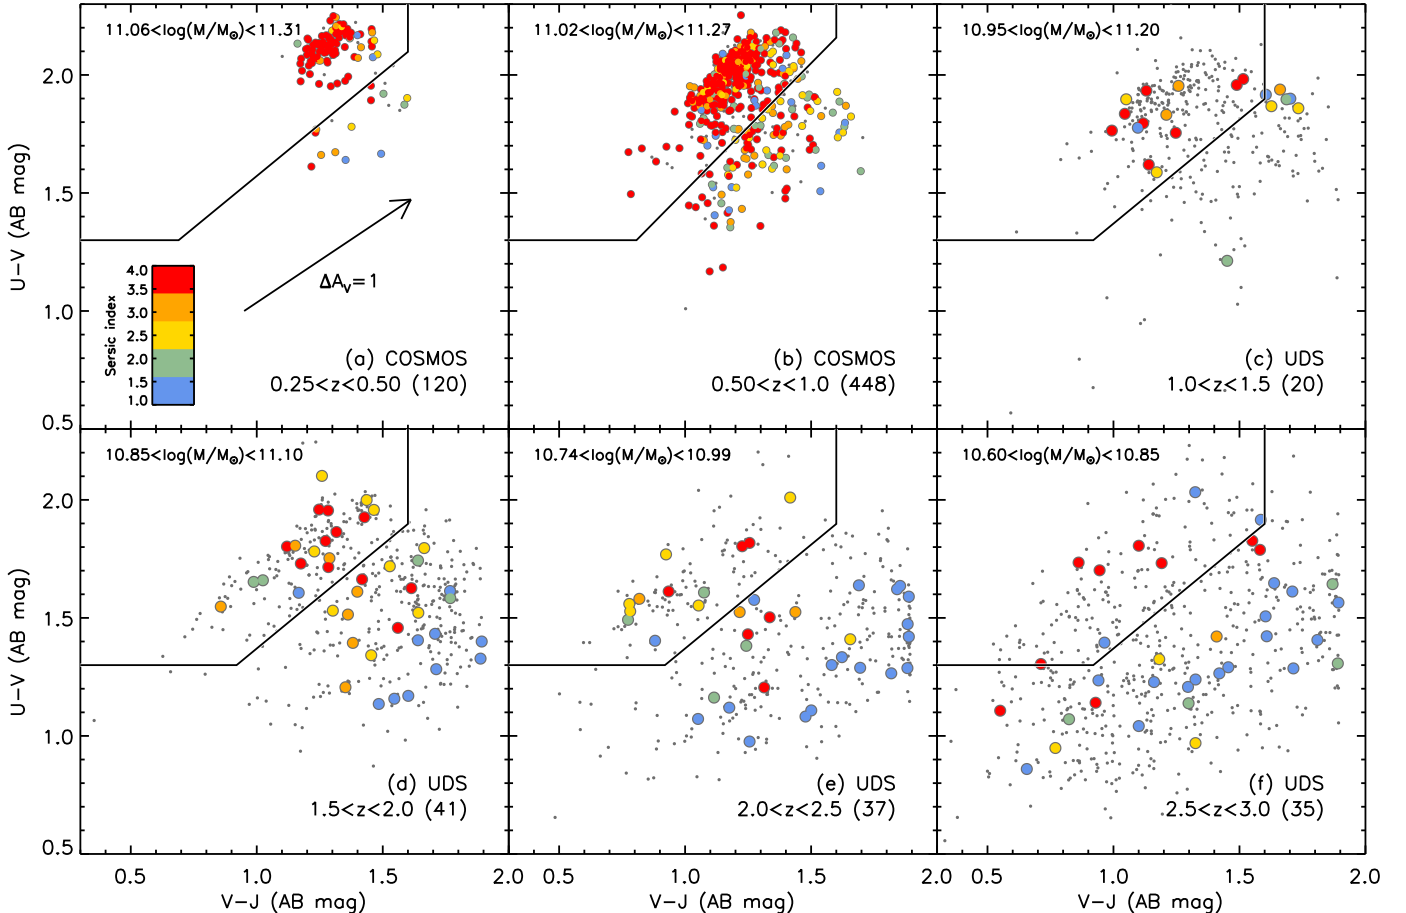 11.06<log(M/M⊙)<11.31
2.0
1.5
1.0
0.5
U−V (AB mag)
ΔAV=1
Sersic index
4.0
3.5
3.0
2.5
2.0
1.5
1.0
(a) COSMOS
0.25<z<0.50 (120)
11.02<log(M/M⊙)<11.27
(b) COSMOS
0.50<z<1.0 (448)
10.95<log(M/M⊙)<11.20
(c) UDS
1.0<z<1.5 (20)
10.85<log(M/M⊙)<11.10
2.0
1.5
1.0
0.5
U−V (AB mag)
(d) UDS
1.5<z<2.0 (41)
10.74<log(M/M⊙)<10.99
(e) UDS
2.0<z<2.5 (37)
10.60<log(M/M⊙)<10.85
(f) UDS
2.5<z<3.0 (35)
0.5 1.0 1.5 2.0
V−J (AB mag)
1.0 1.5 2.0
V−J (AB mag)
0.5 1.0 1.5 2.0
V−J (AB mag)